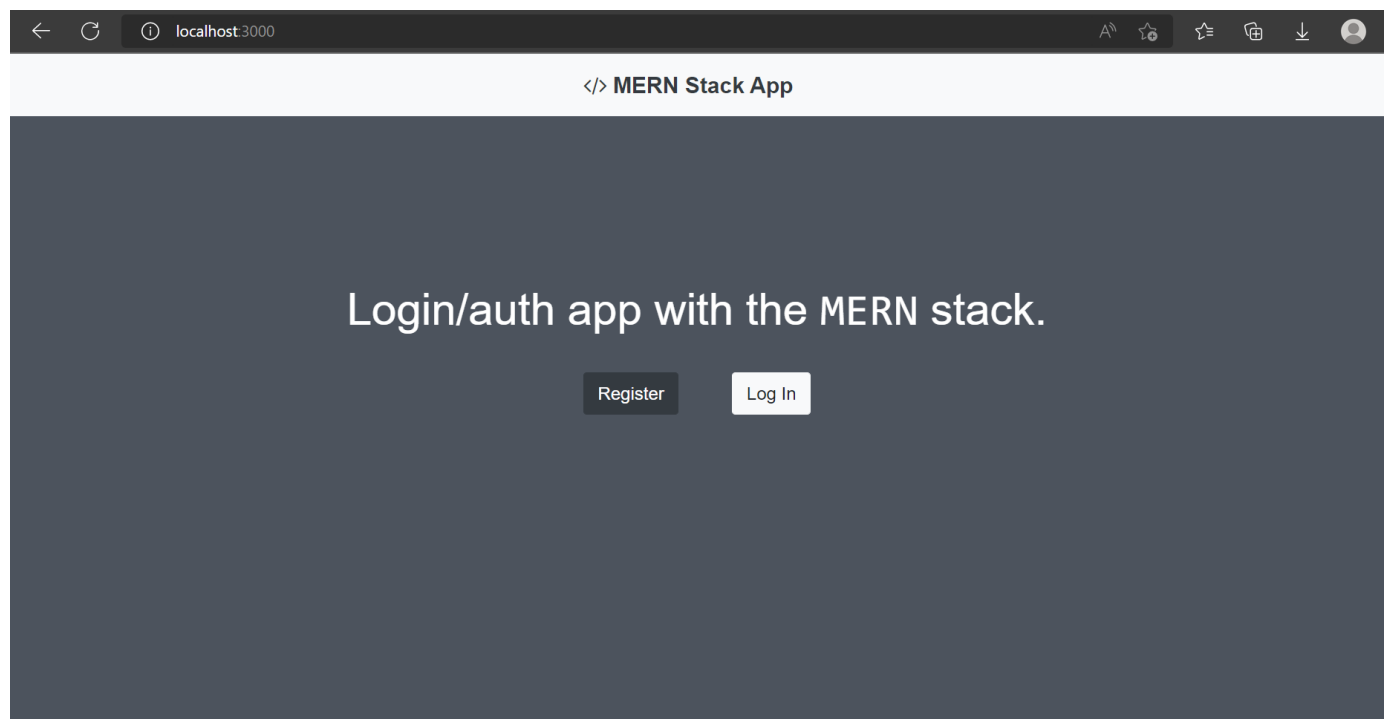 localhost:3000
</> MERN Stack App
Login/auth app with the MERN stack.
Register
Log In